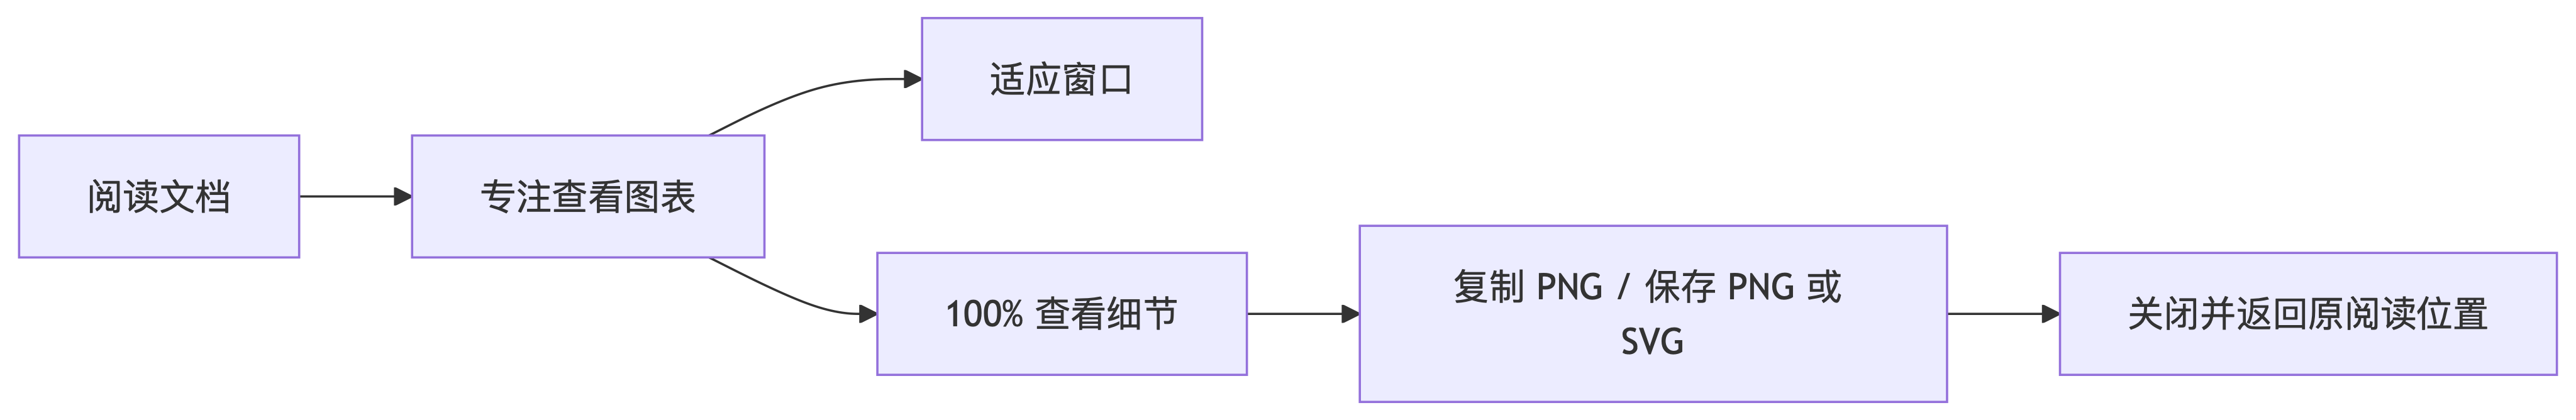 阅读文档
专注查看图表
适应窗口
100% 查看细节
复制 PNG / 保存 PNG 或
SVG
关闭并返回原阅读位置